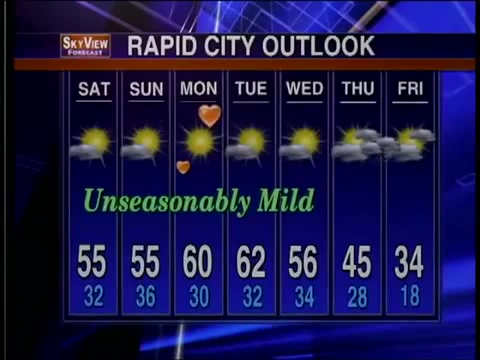 SKYVIEW
FORECAST
RAPID CITY OUTLOOK
SAT SUN MON TUE WED THU FRI
Unseasonably Mild
55 55 60 62 56 45 34
32 36 30 32 34 28 18